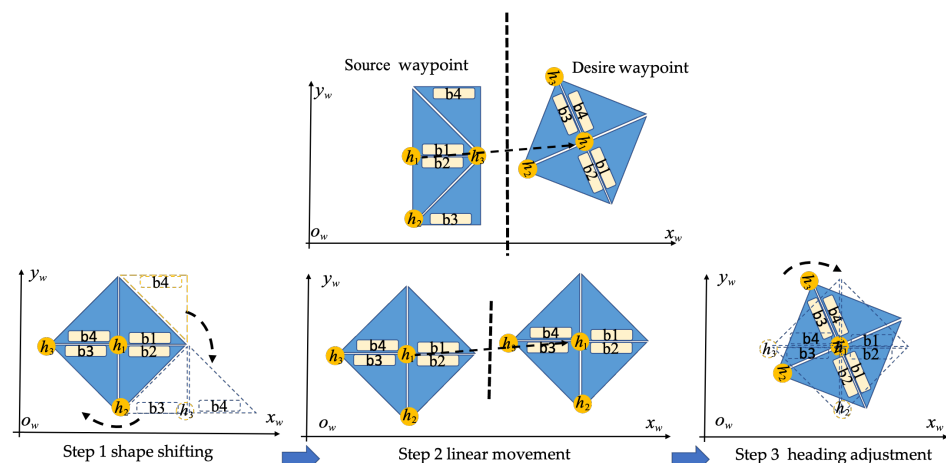 Source waypoint
Desire waypoint
y_w
b4
h_1
b1
b2
h_3
h_2
b3
h_3
b3
b4
h_1
h_2
b2
b1
o_w
x_w
y_w
b4
b4
b1
h_3
h_1
b3
b2
h_2
b3
h_3
b4
o_w
x_w
Step 1 shape shifting
y_w
b4
b1
h_3
h_1
b3
b2
h_2
b4
b1
h_3
h_1
b3
b2
h_2
o_w
x_w
Step 2 linear movement
y_w
h_3
b3
b4
h_3
b4
b1
h_1
b3
b2
h_2
b2
b1
h_2
o_w
x_w
Step 3 heading adjustment